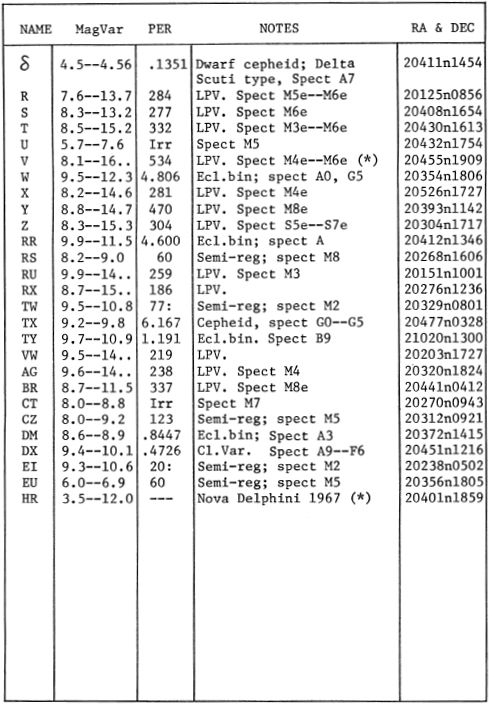 NAME MagVar PER NOTES RA & DEC
δ 4.5--4.56 .1351 Dwarf cepheid; Delta 20411n1454
Scuti type, Spect A7
R 7.6--13.7 284 LPV. Spect M5e--M6e 20125n0856
S 8.3--13.2 277 LPV. Spect M6e 20408n1654
T 8.5--15.2 332 LPV. Spect M3e--M6e 20430n1613
U 5.7--7.6 Irr Spect M5 20432n1754
V 8.1--16.. 534 LPV. Spect M4e--M6e (*) 20455n1909
W 9.5--12.3 4.806 Ecl.bin; spect A0, G5 20354n1806
X 8.2--14.6 281 LPV. Spect M4e 20526n1727
Y 8.8--14.7 470 LPV. Spect M8e 20393n1142
Z 8.3--15.3 304 LPV. Spect S5e--S7e 20304n1717
RR 9.9--11.5 4.600 Ecl.bin; spect A 20412n1346
RS 8.2--9.0 60 Semi-reg; spect M8 20268n1606
RU 9.9--14.. 259 LPV. Spect M3 20151n1001
RX 8.7--15.. 186 LPV. 20276n1236
TW 9.5--10.8 77: Semi-reg; spect M2 20329n0801
TX 9.2--9.8 6.167 Cepheid, spect G0--G5 20477n0328
TY 9.7--10.9 1.191 Ecl.bin. Spect B9 21020n1300
VW 9.5--14.. 219 LPV. 20203n1727
AG 9.6--14.. 238 LPV. Spect M4 20320n1824
BR 8.7--11.5 337 LPV. Spect M8e 20441n0412
CT 8.0--8.8 Irr Spect M7 20270n0943
CZ 8.0--9.2 123 Semi-reg; spect M5 20312n0921
DM 8.6--8.9 .8447 Ecl.bin; Spect A3 20372n1415
DX 9.4--10.1 .4726 Cl.Var. Spect A9--F6 20451n1216
EI 9.3--10.6 20: Semi-reg; spect M2 20238n0502
EU 6.0--6.9 60 Semi-reg; spect M5 20356n1805
HR 3.5--12.0 --- Nova Delphini 1967 (*) 20401n1859